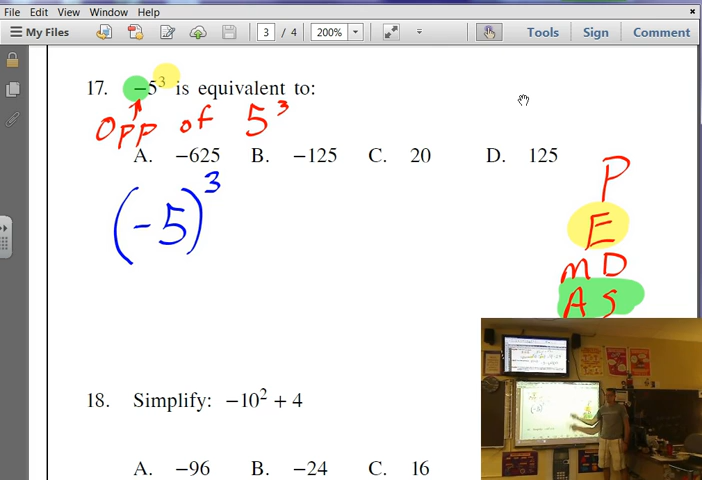 File Edit View Window Help
My Files 3 / 4 200% Tools Sign Comment
17. −5³ is equivalent to:
opp of 5³
A. −625 B. −125 C. 20 D. 125
(-5)³
P
E
M D
A S
18. Simplify: −10² + 4
A. −96 B. −24 C. 16